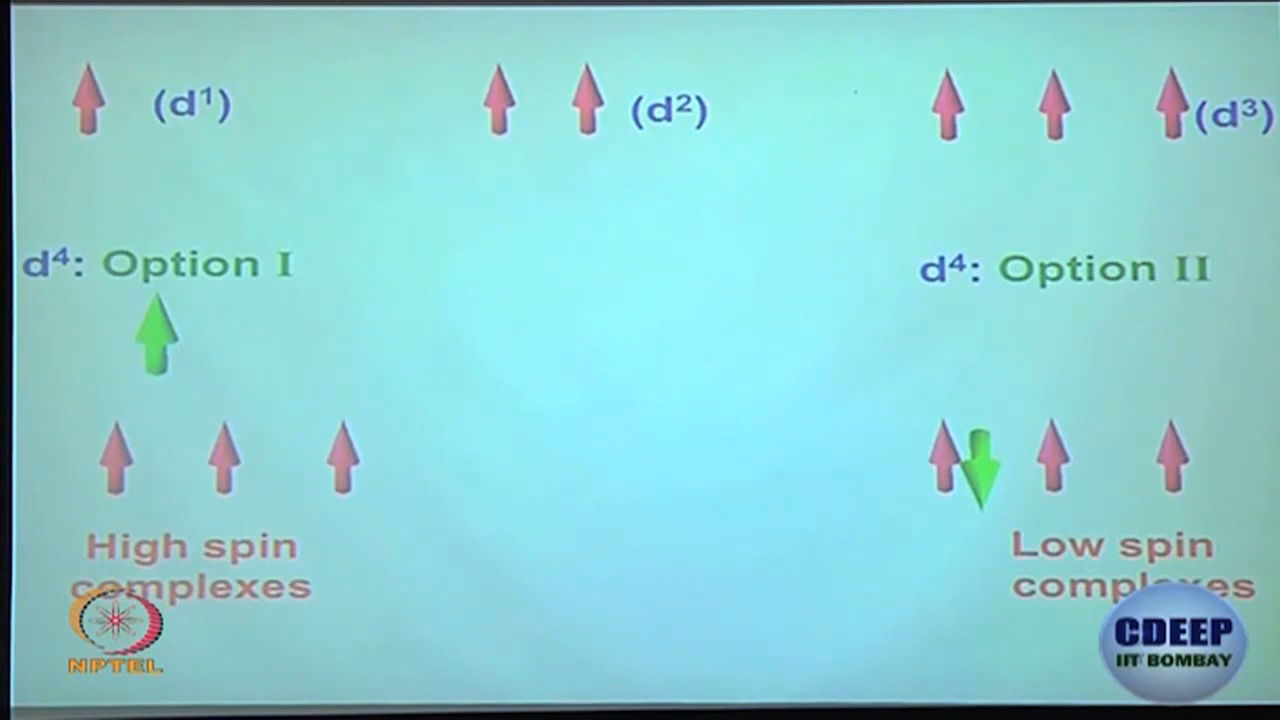 (d¹) (d²) (d³)
d⁴: Option I
d⁴: Option II
High spin
complexes
Low spin
complexes
NPTEL
CDEEP
IIT BOMBAY